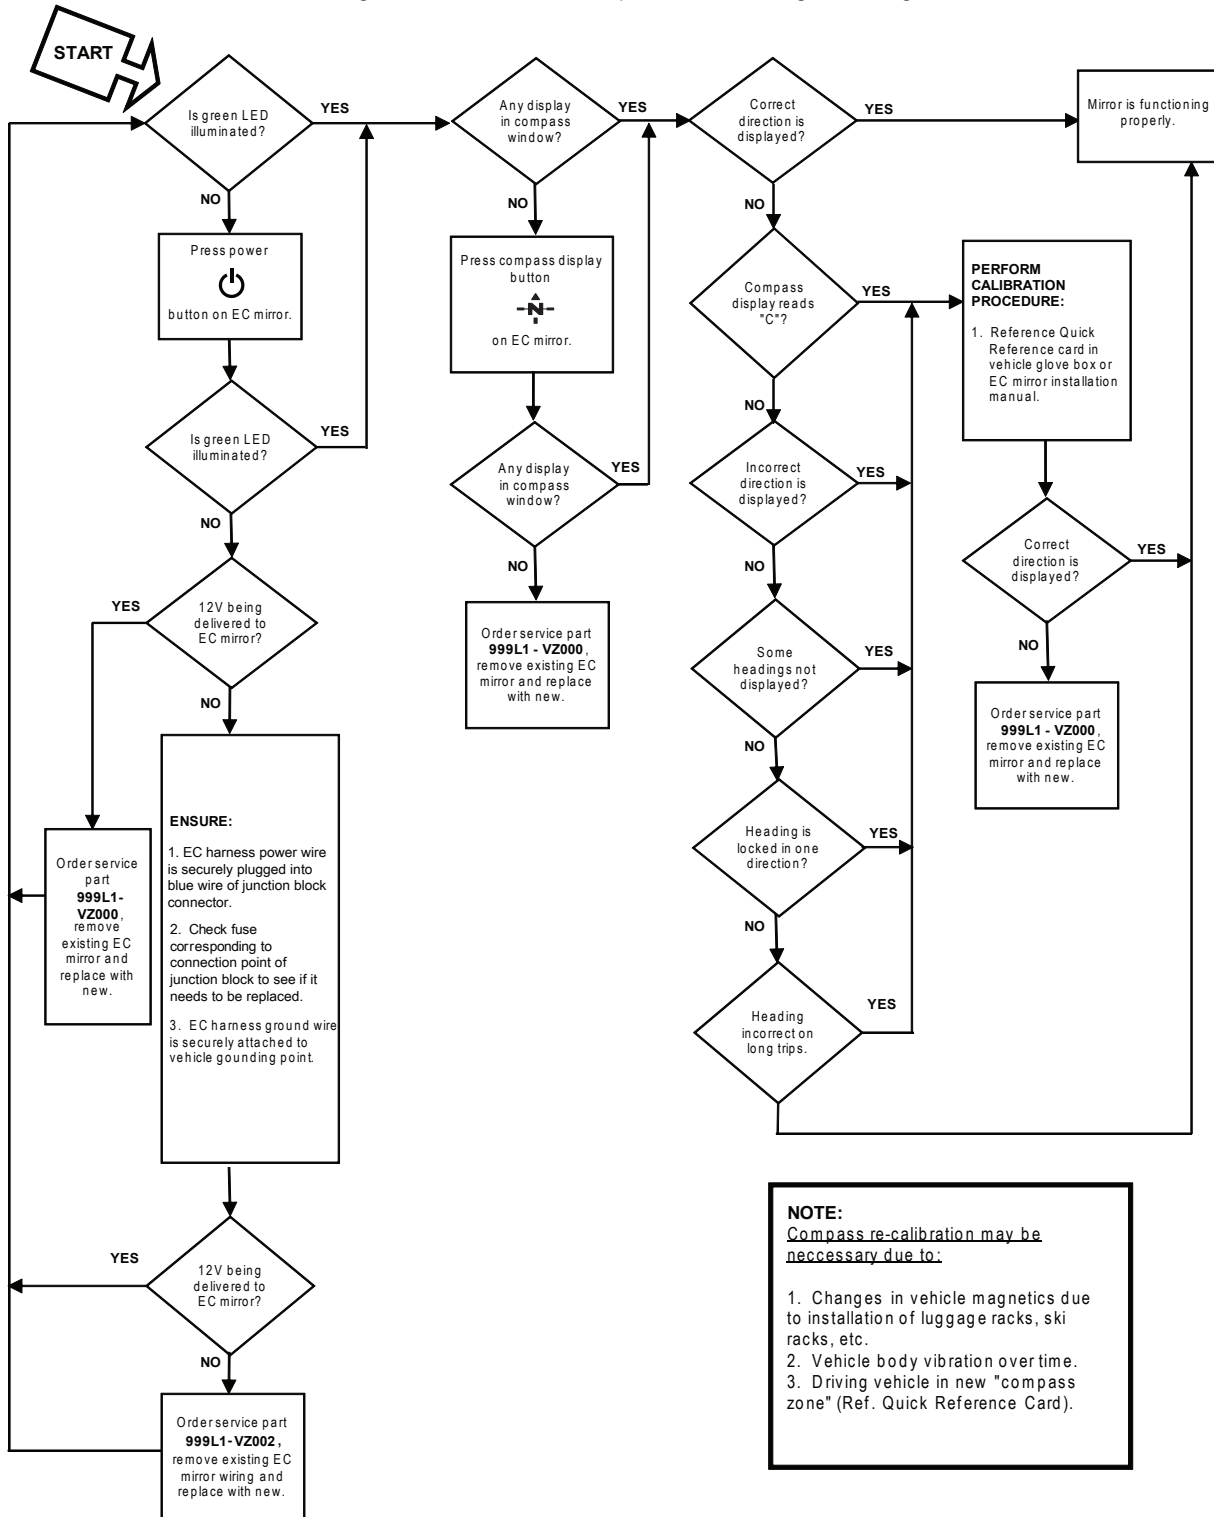 START
Is green LED
illuminated?
YES
NO
Press power
button on EC mirror.
Is green LED
illuminated?
YES
NO
12V being
delivered to
EC mirror?
YES
NO
Order service
part
999L1-
VZ000,
remove
existing EC
mirror and
replace with
new.
ENSURE:
1. EC harness power wire
is securely plugged into
blue wire of junction block
connector.
2. Check fuse
corresponding to
connection point of
junction block to see if it
needs to be replaced.
3. EC harness ground wire
is securely attached to
vehicle gounding point.
12V being
delivered to
EC mirror?
YES
NO
Order service part
999L1-VZ002,
remove existing EC
mirror wiring and
replace with new.
Any display
in compass
window?
YES
NO
Press compass display
button
N
on EC mirror.
Any display
in compass
window?
YES
NO
Order service part
999L1 - VZ000,
remove existing EC
mirror and replace
with new.
Correct
direction is
displayed?
YES
NO
Compass
display reads
"C"?
YES
NO
Incorrect
direction is
displayed?
YES
NO
Some
headings not
displayed?
YES
NO
Heading is
locked in one
direction?
YES
NO
Heading
incorrect on
long trips.
YES
Mirror is functioning
properly.
PERFORM
CALIBRATION
PROCEDURE:
1. Reference Quick
Reference card in
vehicle glove box or
EC mirror installation
manual.
Correct
direction is
displayed?
YES
NO
Order service part
999L1 - VZ000,
remove existing EC
mirror and replace
with new.
NOTE:
Compass re-calibration may be
neccessary due to:
1. Changes in vehicle magnetics due
to installation of luggage racks, ski
racks, etc.
2. Vehicle body vibration over time.
3. Driving vehicle in new "compass
zone" (Ref. Quick Reference Card).